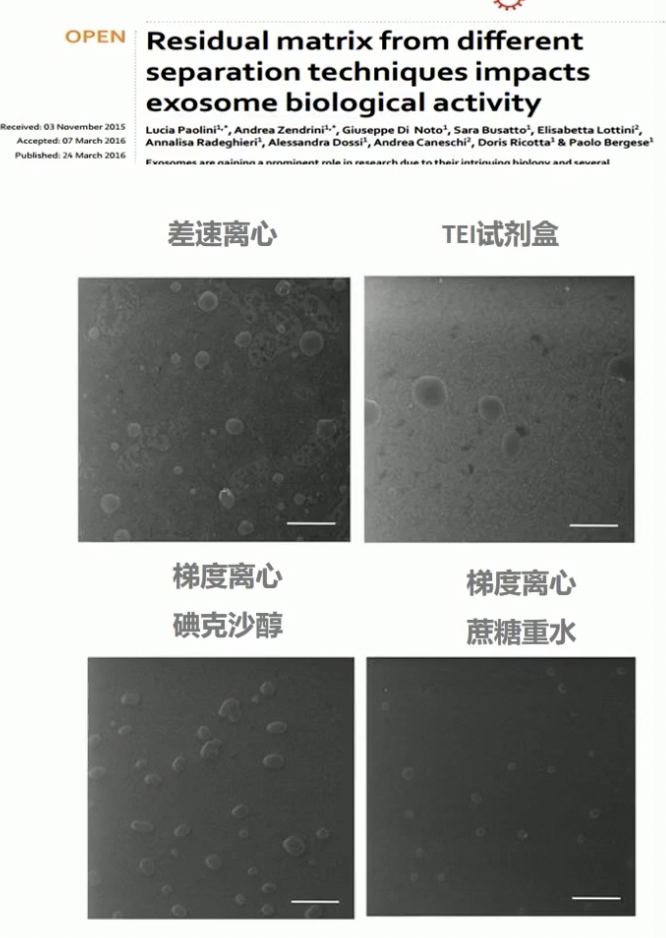 OPEN
Residual matrix from different
separation techniques impacts
exosome biological activity
Received: 03 November 2015
Accepted: 07 March 2016
Published: 24 March 2016
Lucia Paolini¹,*, Andrea Zendrini¹,*, Giuseppe Di Noto¹, Sara Busatto¹, Elisabetta Lottini²,
Annalisa Radeghieri¹, Alessandra Dossi¹, Andrea Caneschi², Doris Ricotta¹ & Paolo Bergese¹
Exosomes are gaining a prominent role in research due to their intriguing biology and several
差速离心
TEI试剂盒
梯度离心
碘克沙醇
梯度离心
蔗糖重水